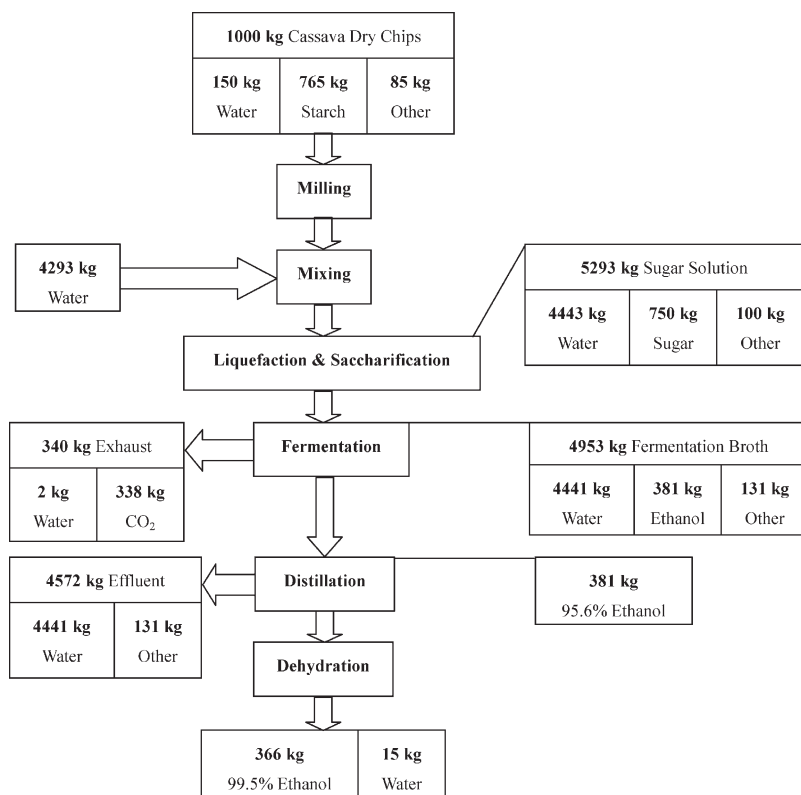 1000 kg Cassava Dry Chips
150 kg
Water
765 kg
Starch
85 kg
Other
Milling
4293 kg
Water
Mixing
5293 kg Sugar Solution
4443 kg
Water
750 kg
Sugar
100 kg
Other
Liquefaction & Saccharification
340 kg Exhaust
2 kg
Water
338 kg
CO₂
Fermentation
4953 kg Fermentation Broth
4441 kg
Water
381 kg
Ethanol
131 kg
Other
4572 kg Effluent
4441 kg
Water
131 kg
Other
Distillation
381 kg
95.6% Ethanol
Dehydration
366 kg
99.5% Ethanol
15 kg
Water